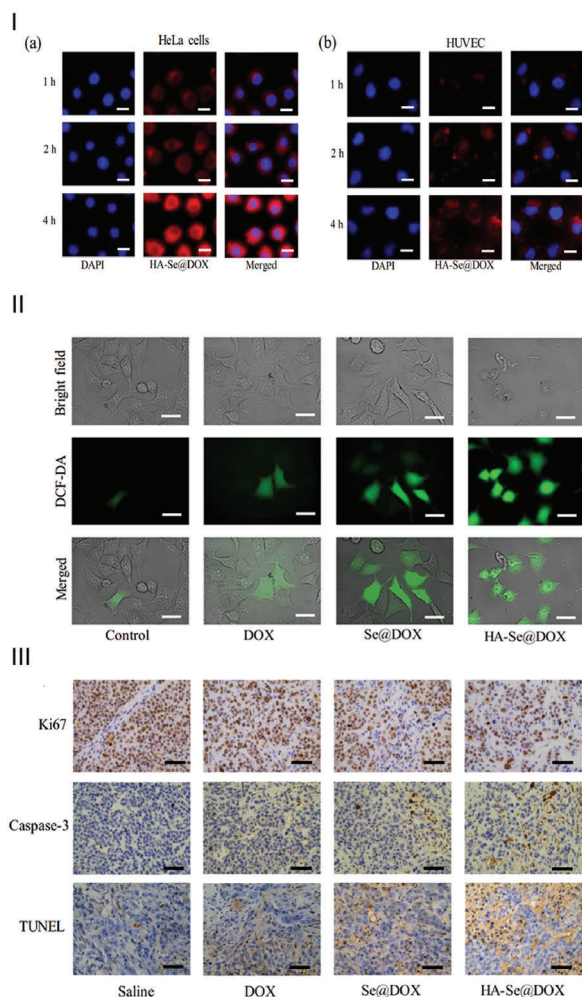 I
(a) HeLa cells
1 h
2 h
4 h
DAPI HA-Se@DOX Merged
(b) HUVEC
1 h
2 h
4 h
DAPI HA-Se@DOX Merged
II
Bright field
DCF-DA
Merged
Control DOX Se@DOX HA-Se@DOX
III
Ki67
Caspase-3
TUNEL
Saline DOX Se@DOX HA-Se@DOX